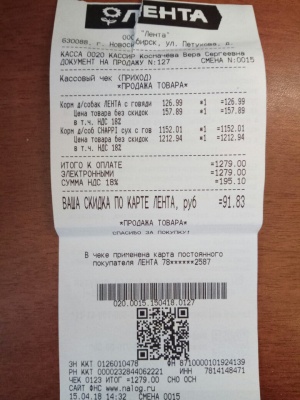 ЛЕНТА
ООО "Лента"
630088, г. Новосибирск, ул. Петухова, д.
КАССА 0020 КАССИР Вера Сергеевна
ДОКУМЕНТ НА ПРОДАЖУ N:127 СМЕНА N:0015
Кассовый чек (ПРИХОД)
*ПРОДАЖА ТОВАРА*
Корм д/собак ЛЕНТА с говяди 126.99 *1 =126.99
Цена товара без скидок 157.89 *1 =157.89
в т.ч. НДС 18%
Корм д/соб CHAPPI сух с гов 1152.01 *1 =1152.01
Цена товара без скидок 1212.94 *1 =1212.94
в т.ч. НДС 18%
ИТОГО К ОПЛАТЕ =1279.00
ЭЛЕКТРОННЫМИ =1279.00
СУММА НДС 18% =195.10
ВАША СКИДКА ПО КАРТЕ ЛЕНТА, руб =91.83
*ПРОДАЖА ТОВАРА*
СПАСИБО ЗА ПОКУПКУ!
В чеке применена карта постоянного
покупателя ЛЕНТА 78******2587
020.0015.150418.0127
ЗН ККТ 0126010478 ФН 8710000101924139
РН ККТ 0000232844062221 ИНН 7814148471
ЧЕК 0123 ИТОГ =1279.00 СНО ОСН
САЙТ ФНС www.nalog.ru
15.04.18 14:32 СМЕНА 0015